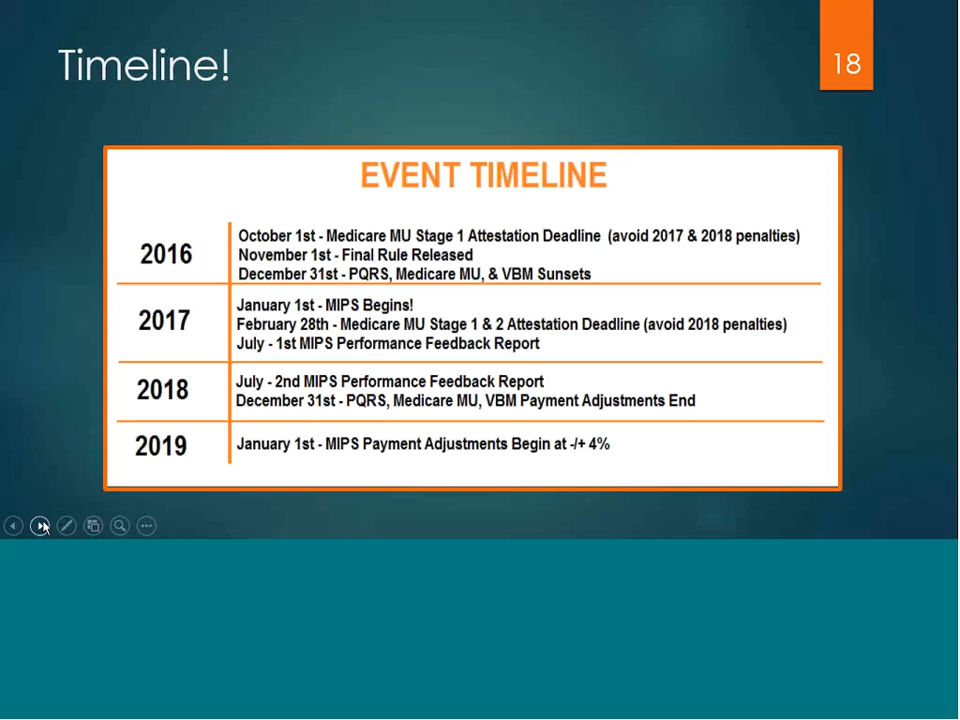 Timeline!
18
EVENT TIMELINE
2016
October 1st - Medicare MU Stage 1 Attestation Deadline (avoid 2017 & 2018 penalties)
November 1st - Final Rule Released
December 31st - PQRS, Medicare MU, & VBM Sunsets
2017
January 1st - MIPS Begins!
February 28th - Medicare MU Stage 1 & 2 Attestation Deadline (avoid 2018 penalties)
July - 1st MIPS Performance Feedback Report
2018
July - 2nd MIPS Performance Feedback Report
December 31st - PQRS, Medicare MU, VBM Payment Adjustments End
2019
January 1st - MIPS Payment Adjustments Begin at -/+ 4%